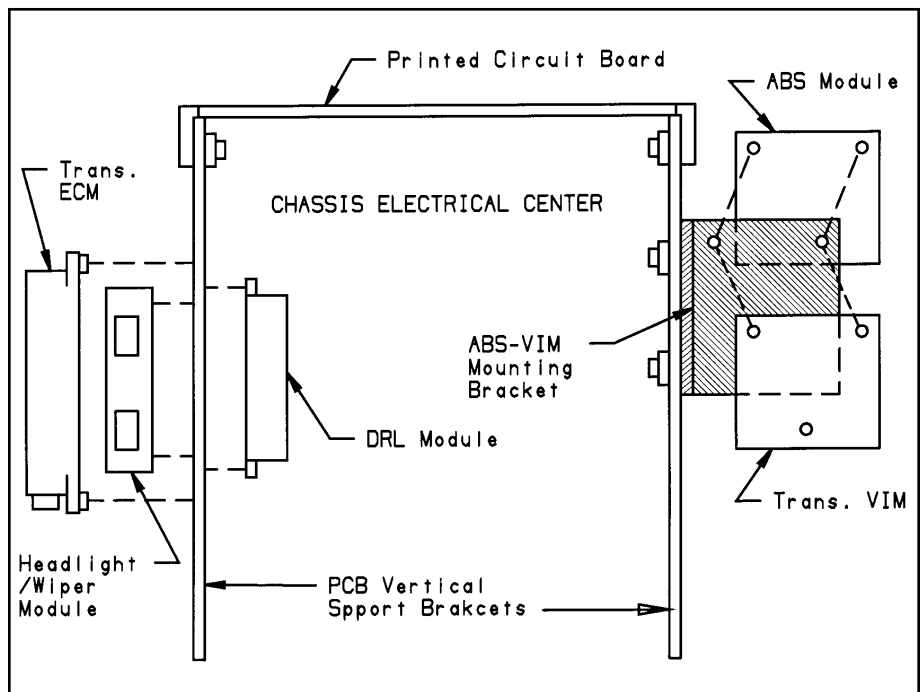 Printed Circuit Board
ABS Module
Trans.
ECM
CHASSIS ELECTRICAL CENTER
ABS-VIM
Mounting
Bracket
DRL Module
Trans. VIM
Headlight
/Wiper
Module
PCB Vertical
Spport Brakcets